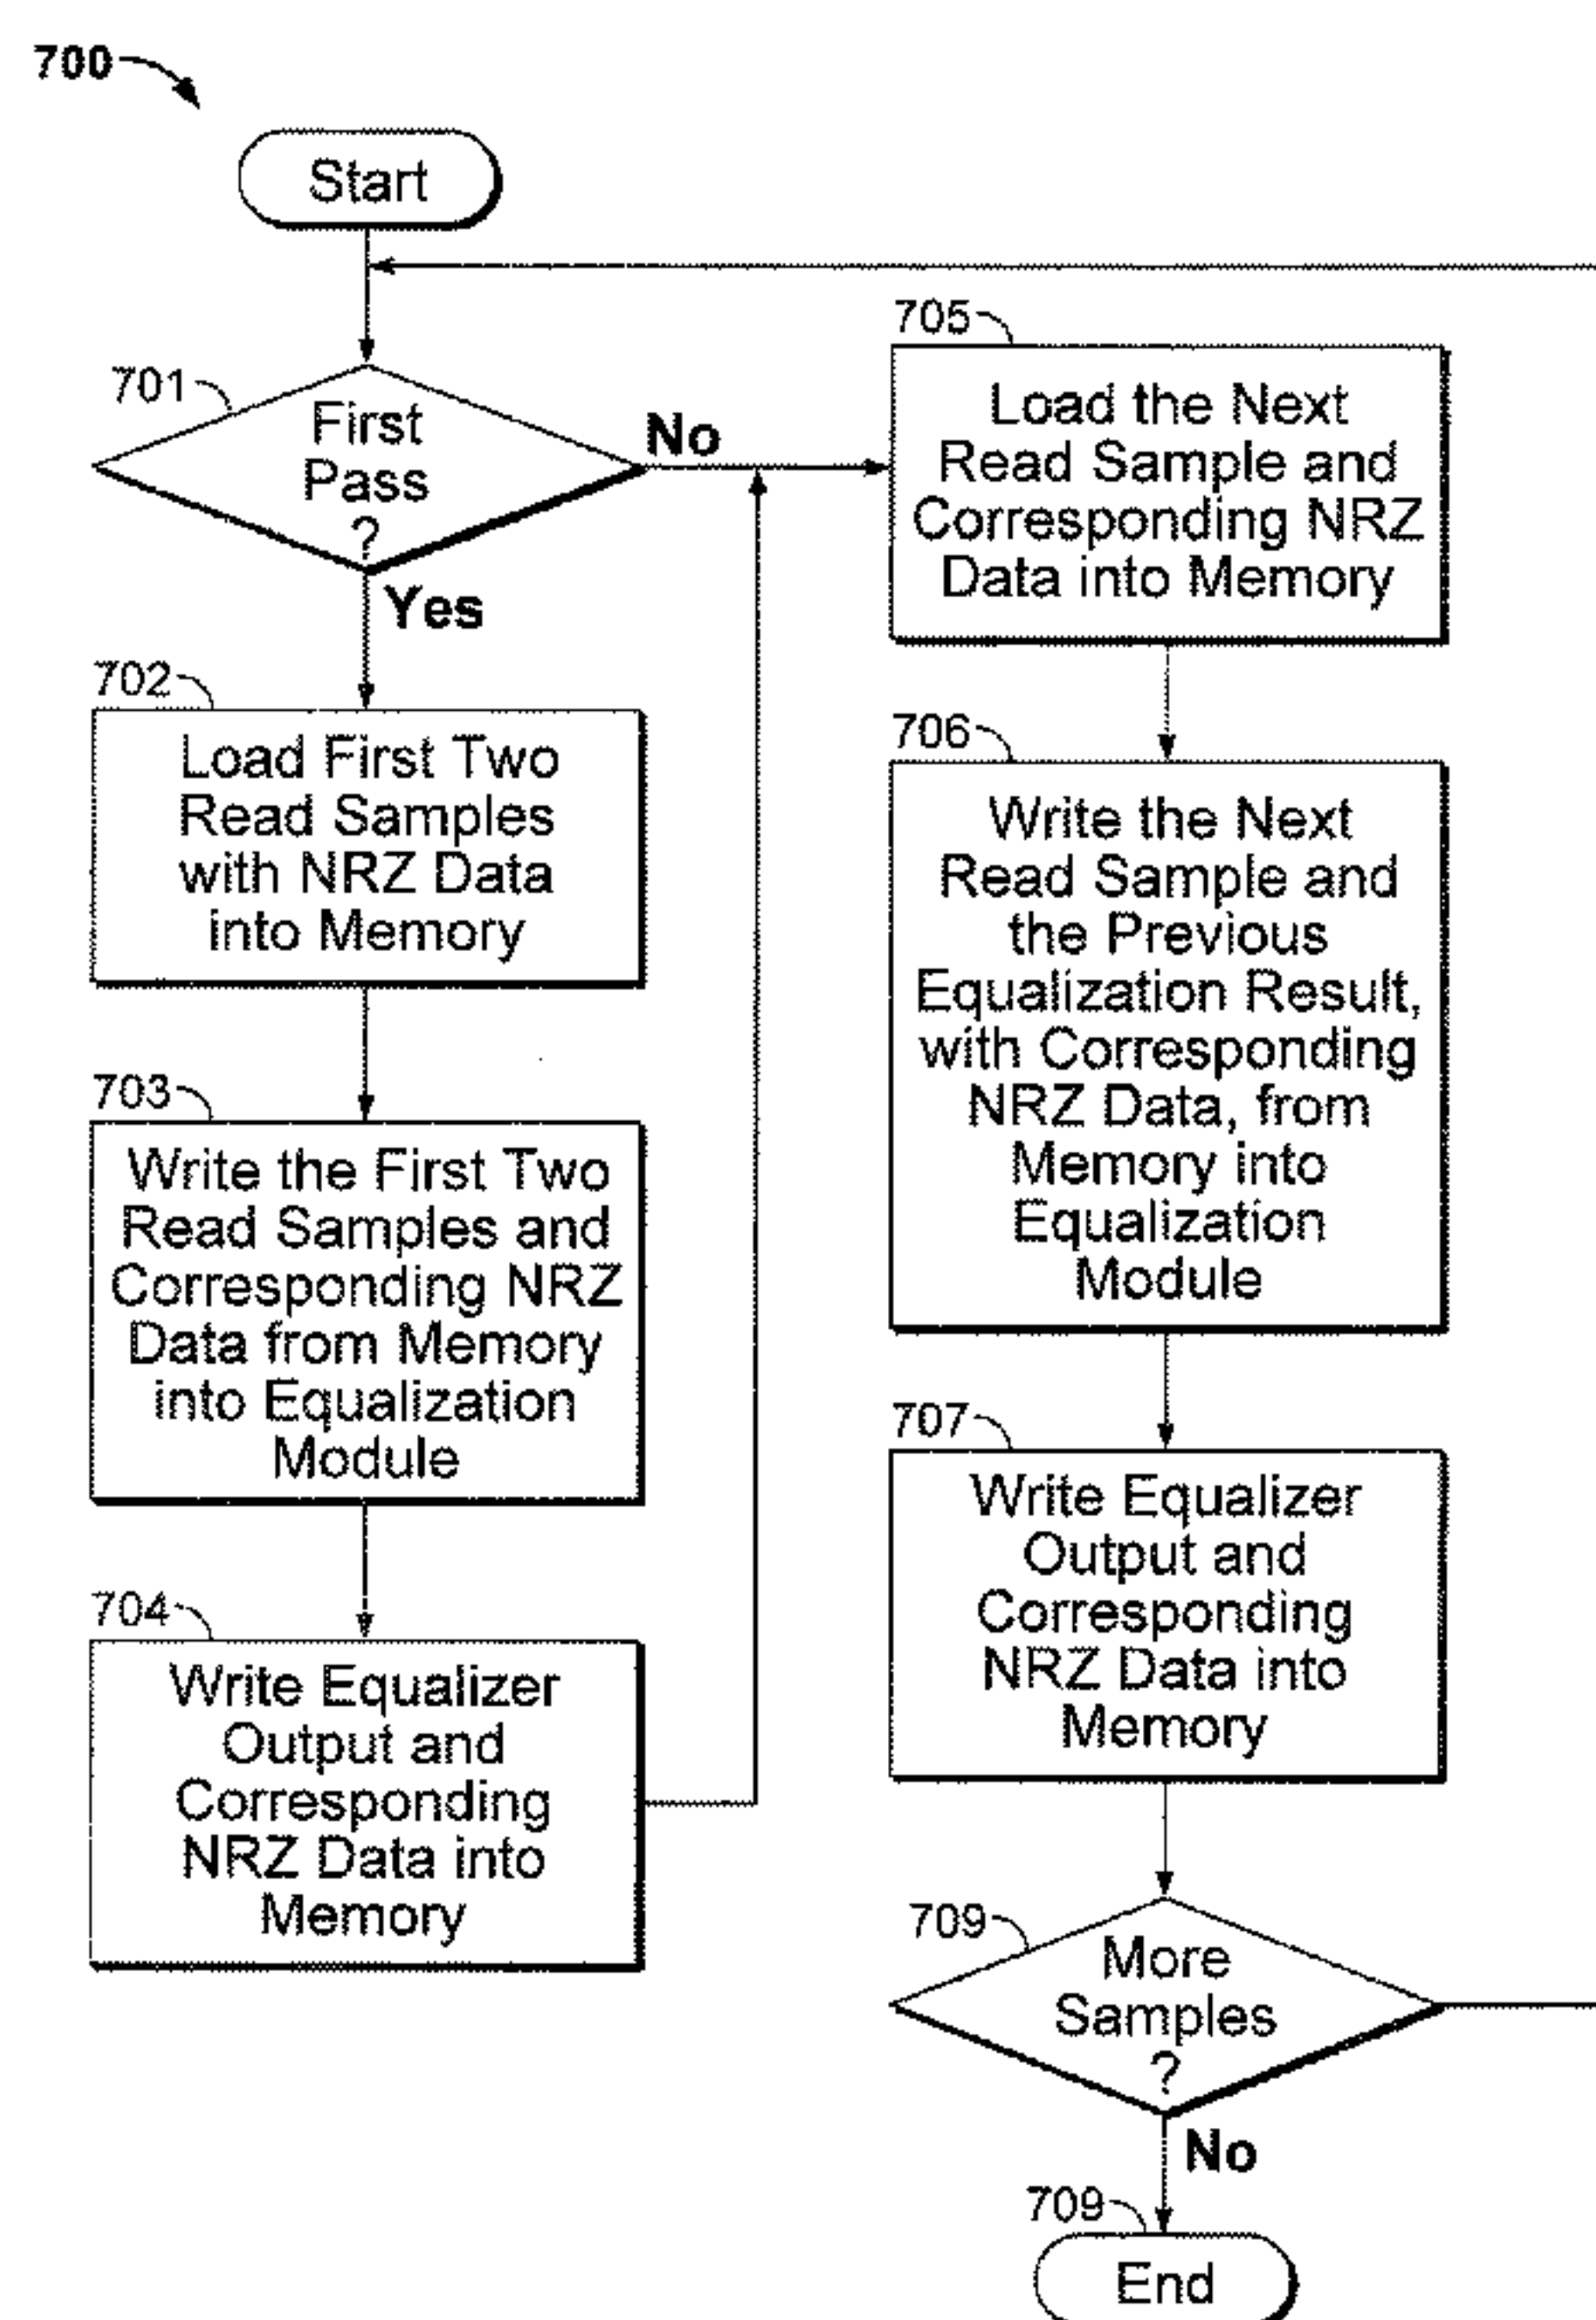 700
Start
701
First
Pass
?
No
Yes
702
Load First Two
Read Samples
with NRZ Data
into Memory
703
Write the First Two
Read Samples and
Corresponding NRZ
Data from Memory
into Equalization
Module
704
Write Equalizer
Output and
Corresponding
NRZ Data into
Memory
705
Load the Next
Read Sample and
Corresponding NRZ
Data into Memory
706
Write the Next
Read Sample and
the Previous
Equalization Result,
with Corresponding
NRZ Data, from
Memory into
Equalization
Module
707
Write Equalizer
Output and
Corresponding
NRZ Data into
Memory
709
More
Samples
?
No
709
End